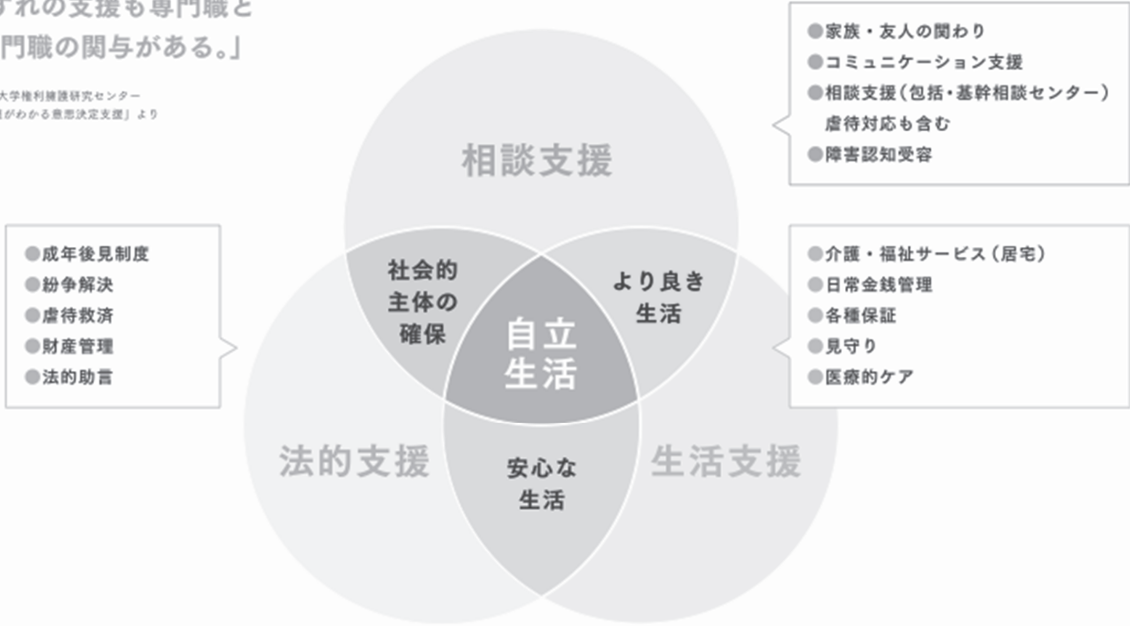 ずれの支援も専門職と
門職の関与がある。」
大学権利擁護研究センター
がわかる意思決定支援」より
●家族・友人の関わり
●コミュニケーション支援
●相談支援(包括・基幹相談センター)
虐待対応も含む
●障害認知受容
相談支援
●成年後見制度
●紛争解決
●虐待救済
●財産管理
●法的助言
社会的
主体の
確保
より良き
生活
自立
生活
●介護・福祉サービス(居宅)
●日常金銭管理
●各種保証
●見守り
●医療的ケア
法的支援
安心な
生活
生活支援